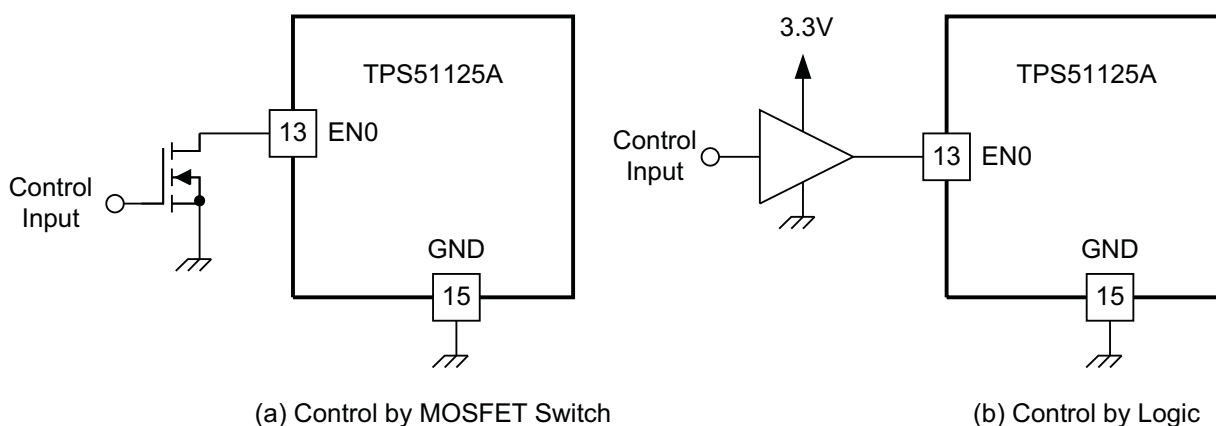 TPS51125A
13
EN0
Control
Input
GND
15
(a) Control by MOSFET Switch
3.3V
TPS51125A
Control
Input
13
EN0
GND
15
(b) Control by Logic